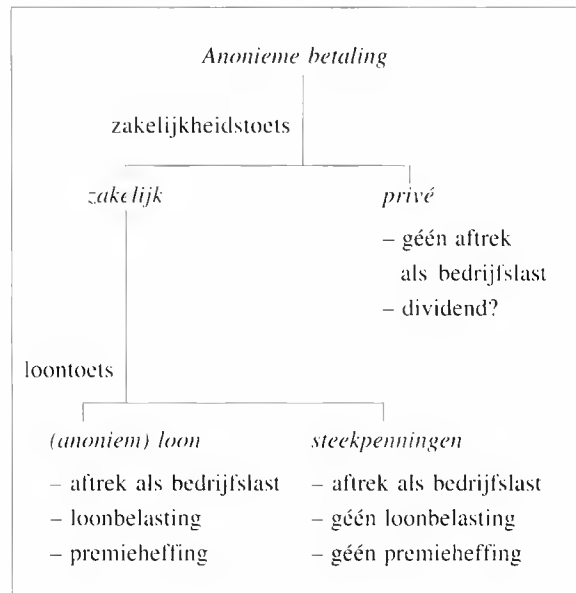 Anonieme betaling
zakelijkheidstoets
zakelijk
privé
– géén aftrek
als bedrijfslast
– dividend?
loontoets
(anoniem) loon
– aftrek als bedrijfslast
– loonbelasting
– premieheffing
steekpenningen
– aftrek als bedrijfslast
– géén loonbelasting
– géén premieheffing